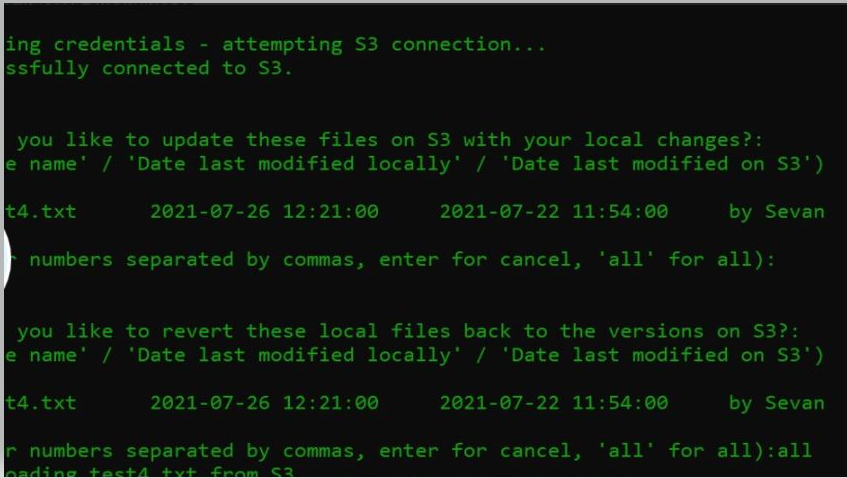 ing credentials - attempting S3 connection...
ssfully connected to S3.
you like to update these files on S3 with your local changes?:
e name' / 'Date last modified locally' / 'Date last modified on S3')
t4.txt 2021-07-26 12:21:00 2021-07-22 11:54:00 by Sevan
numbers separated by commas, enter for cancel, 'all' for all):
you like to revert these local files back to the versions on S3?:
e name' / 'Date last modified locally' / 'Date last modified on S3')
t4.txt 2021-07-26 12:21:00 2021-07-22 11:54:00 by Sevan
r numbers separated by commas, enter for cancel, 'all' for all):all
oading test4.txt from S3